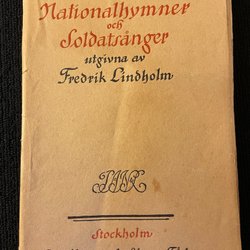 Nationalhymner
och
Soldatsånger
utgivna av
Fredrik Lindholm
Stockholm